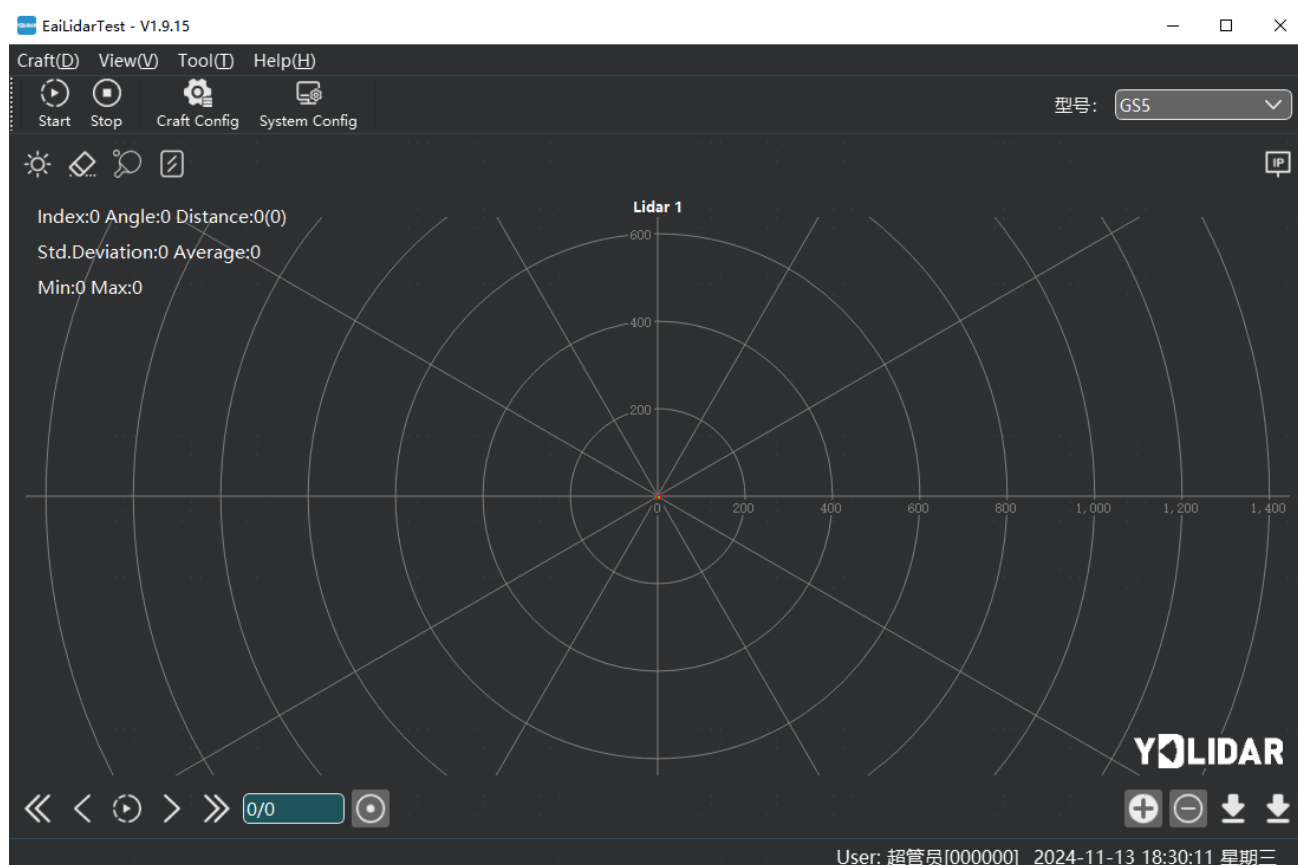 EaiLidarTest - V1.9.15
Craft(D) View(V) Tool(T) Help(H)
Start Stop Craft Config System Config 型号: GS5
IP
Lidar 1
Index:0 Angle:0 Distance:0(0)
Std.Deviation:0 Average:0
Min:0 Max:0
600
400
200
0 200 400 600 800 1,000 1,200 1,400
YDLIDAR
0/0
User: 超管员[000000] 2024-11-13 18:30:11 星期三